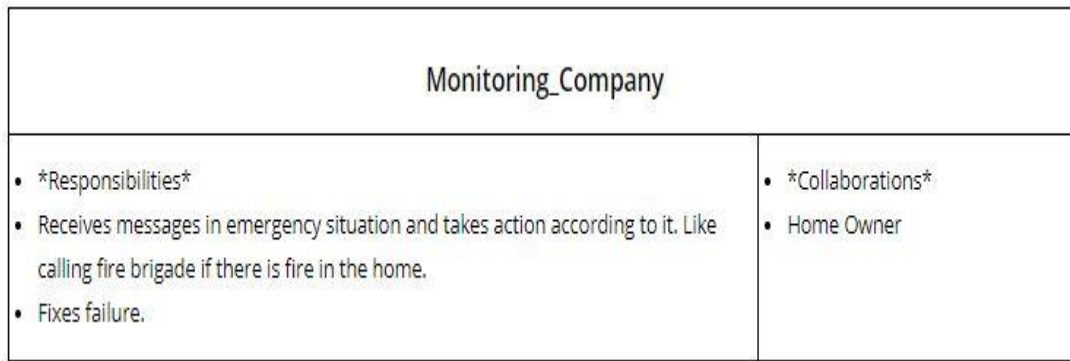 Monitoring_Company
• *Responsibilities*
• Receives messages in emergency situation and takes action according to it. Like
calling fire brigade if there is fire in the home.
• Fixes failure.
• *Collaborations*
• Home Owner